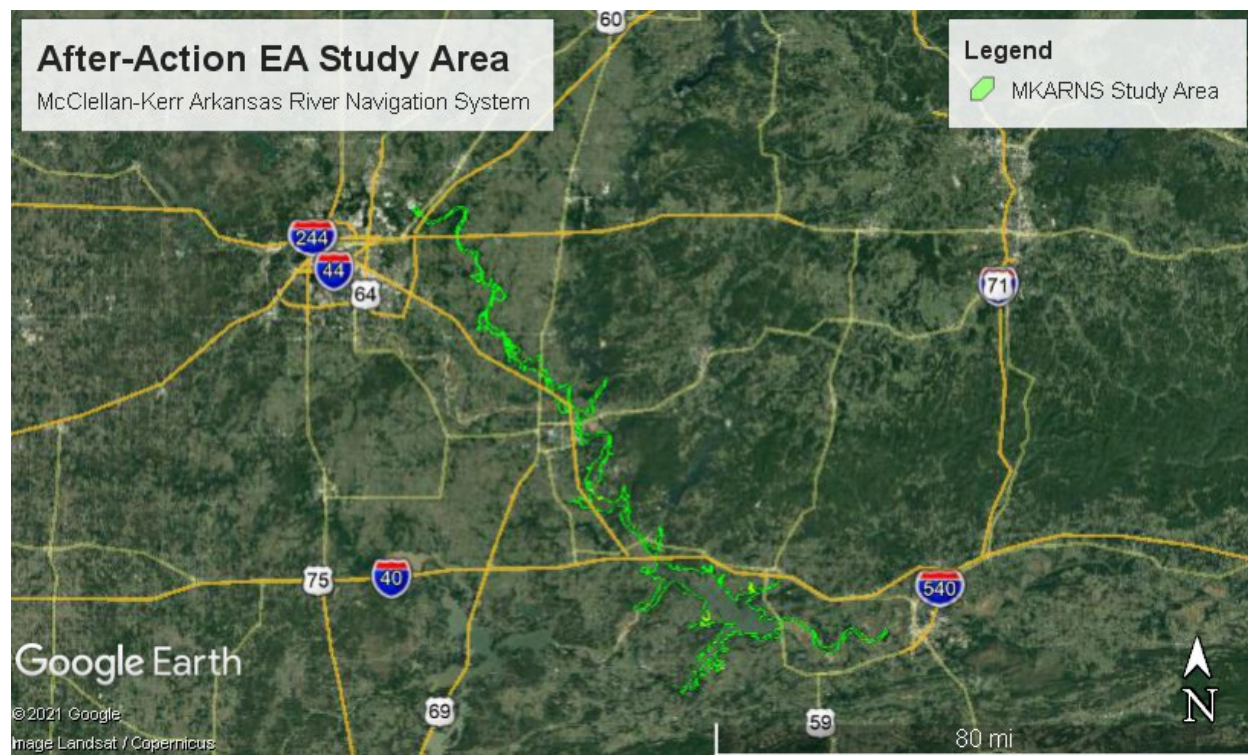 After-Action EA Study Area
McClellan-Kerr Arkansas River Navigation System
Legend
MKARNS Study Area
60
244
44
64
71
75
40
540
69
59
Google Earth
©2021 Google
Image Landsat / Copernicus
80 mi
N